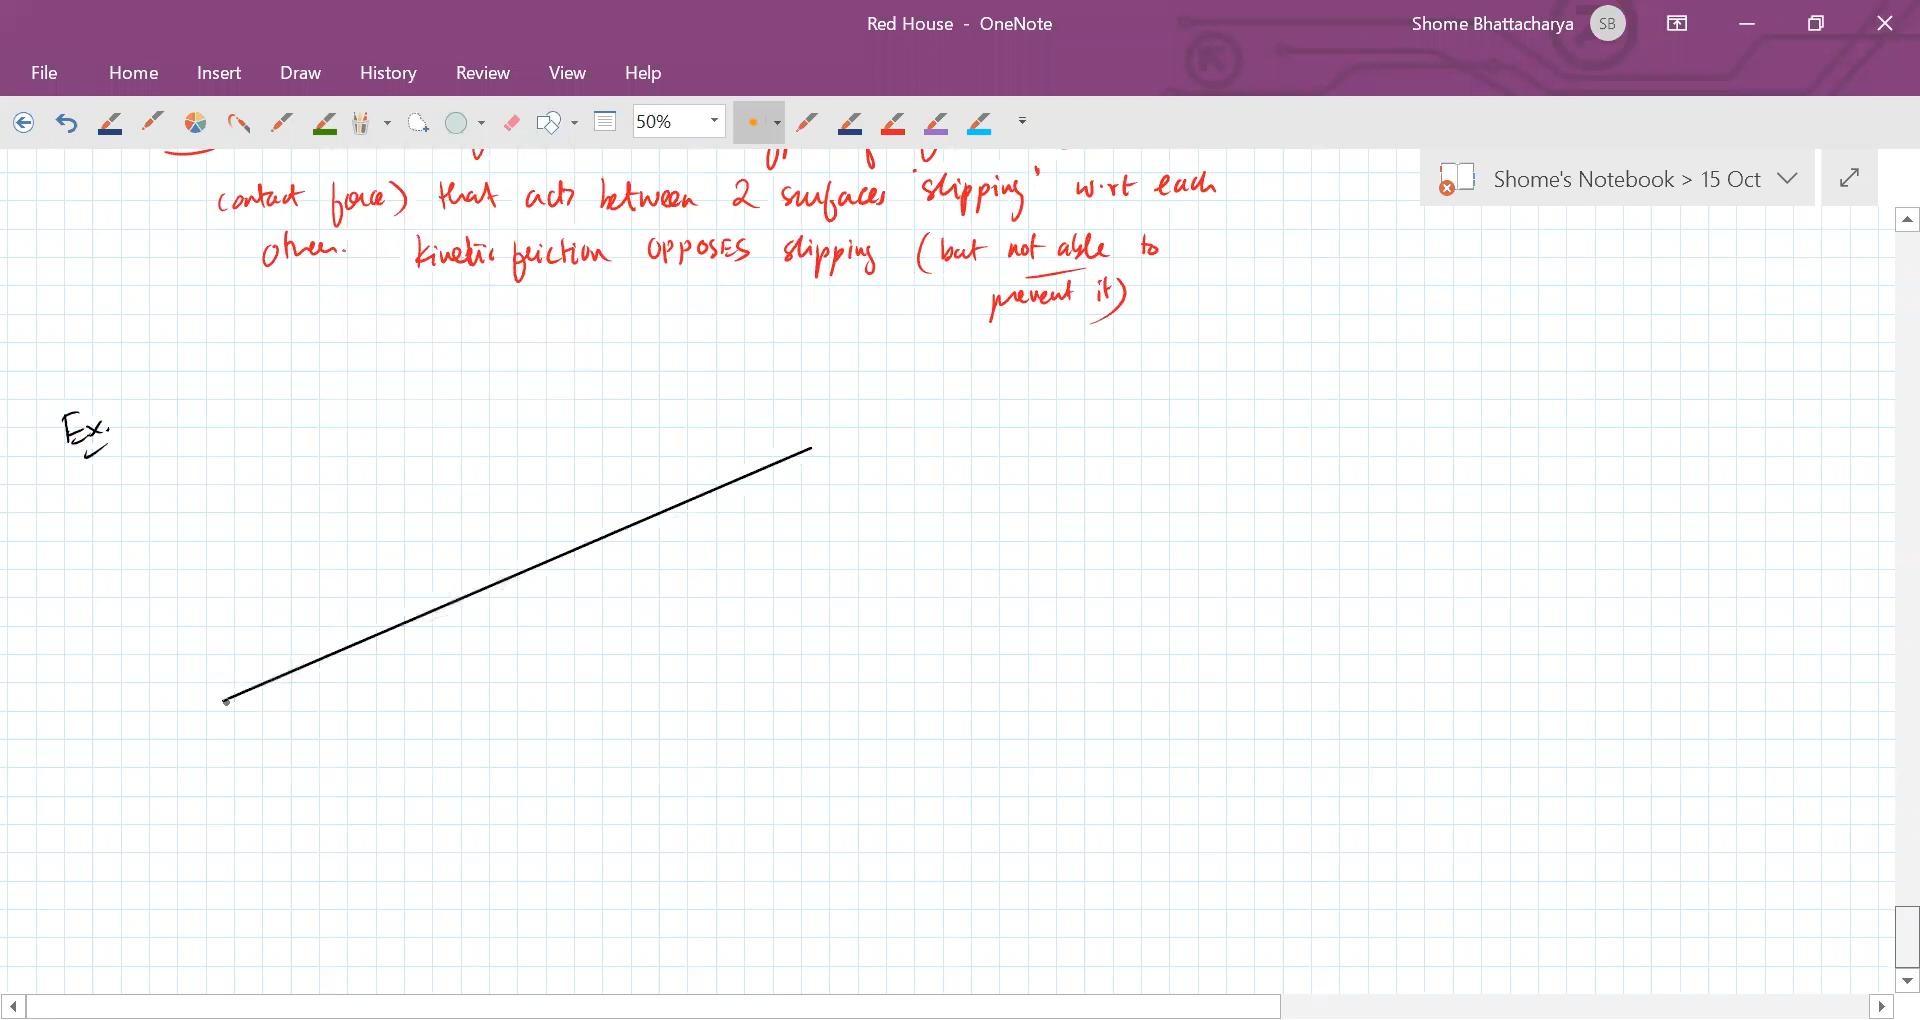 Red House - OneNote
Shome Bhattacharya SB
File Home Insert Draw History Review View Help
50%
Shome's Notebook > 15 Oct
contact force) that acts between 2 surfaces 'slipping' w.r.t each
other. Kinetic friction OPPOSES slipping (but not able to
prevent it)
Ex.